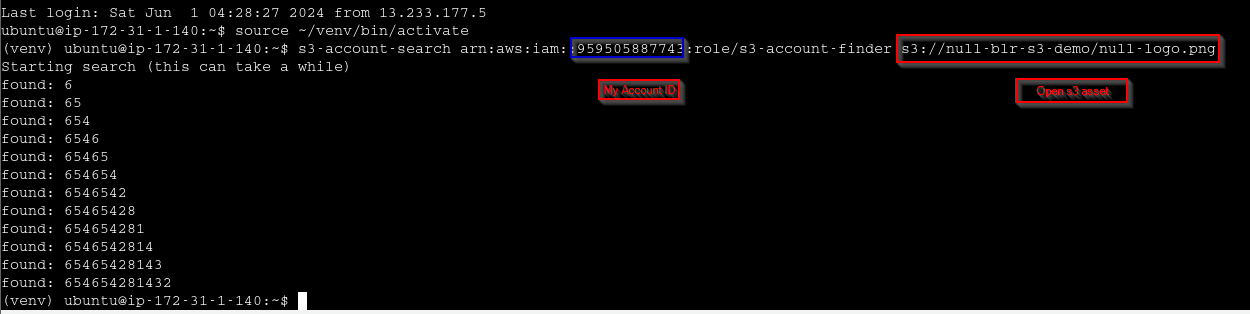 Last login: Sat Jun  1 04:28:27 2024 from 13.233.177.5
ubuntu@ip-172-31-1-140:~$ source ~/venv/bin/activate
(venv) ubuntu@ip-172-31-1-140:~$ s3-account-search arn:aws:iam::959505887743:role/s3-account-finder s3://null-blr-s3-demo/null-logo.png
Starting search (this can take a while)
found: 6
My Account ID
Open s3 asset
found: 65
found: 654
found: 6546
found: 65465
found: 654654
found: 6546542
found: 65465428
found: 654654281
found: 6546542814
found: 65465428143
found: 654654281432
(venv) ubuntu@ip-172-31-1-140:~$